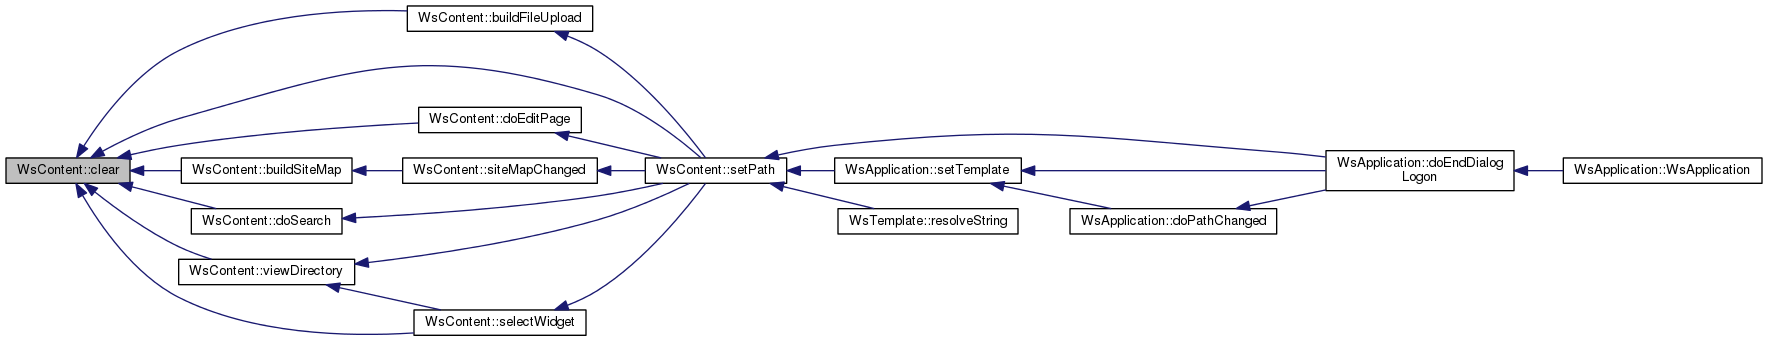 WsContent::buildFileUpload
WsContent::doEditPage
WsContent::clear
WsContent::buildSiteMap
WsContent::siteMapChanged
WsContent::setPath
WsApplication::setTemplate
WsApplication::doEndDialog
Logon
WsApplication::WsApplication
WsContent::doSearch
WsTemplate::resolveString
WsApplication::doPathChanged
WsContent::viewDirectory
WsContent::selectWidget